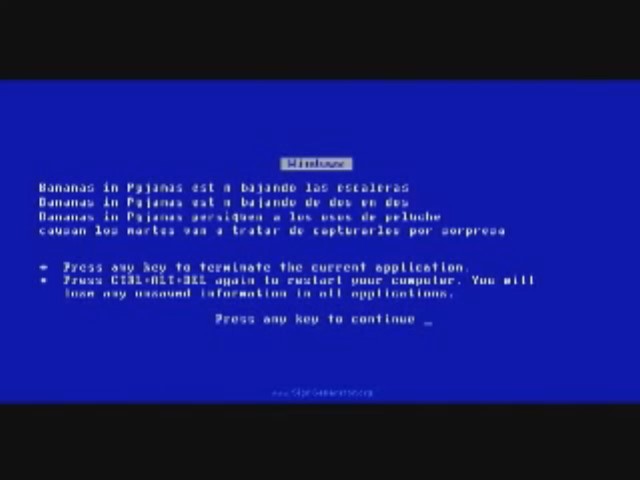 Windows
Bananas in Pyjamas est n bajando las escaleras
Bananas in Pyjamas est n bajando de dos en dos
Bananas in Pyjamas persiguen a los osos de peluche
causan los martes van a tratar de capturarles por sorpresa
* Press any key to terminate the current application.
* Press CTRL+ALT+DEL again to restart your computer. You will
lose any unsaved information in all applications.
Press any key to continue _